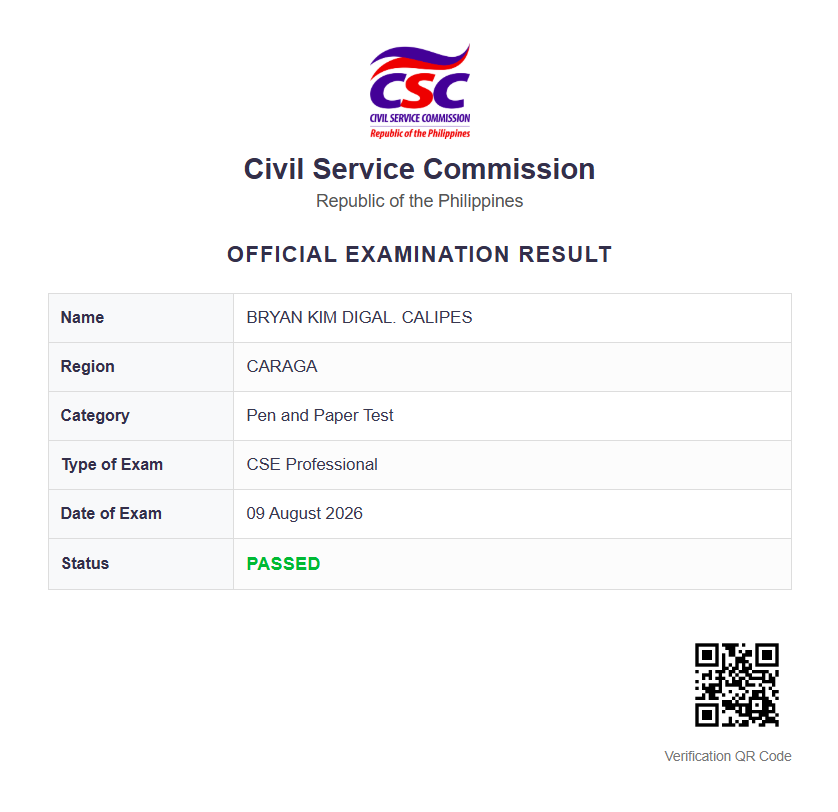 CSC
CIVIL SERVICE COMMISSION
Republic of the Philippines
Civil Service Commission
Republic of the Philippines
OFFICIAL EXAMINATION RESULT
Name BRYAN KIM DIGAL. CALIPES
Region CARAGA
Category Pen and Paper Test
Type of Exam CSE Professional
Date of Exam 09 August 2026
Status PASSED
Verification QR Code